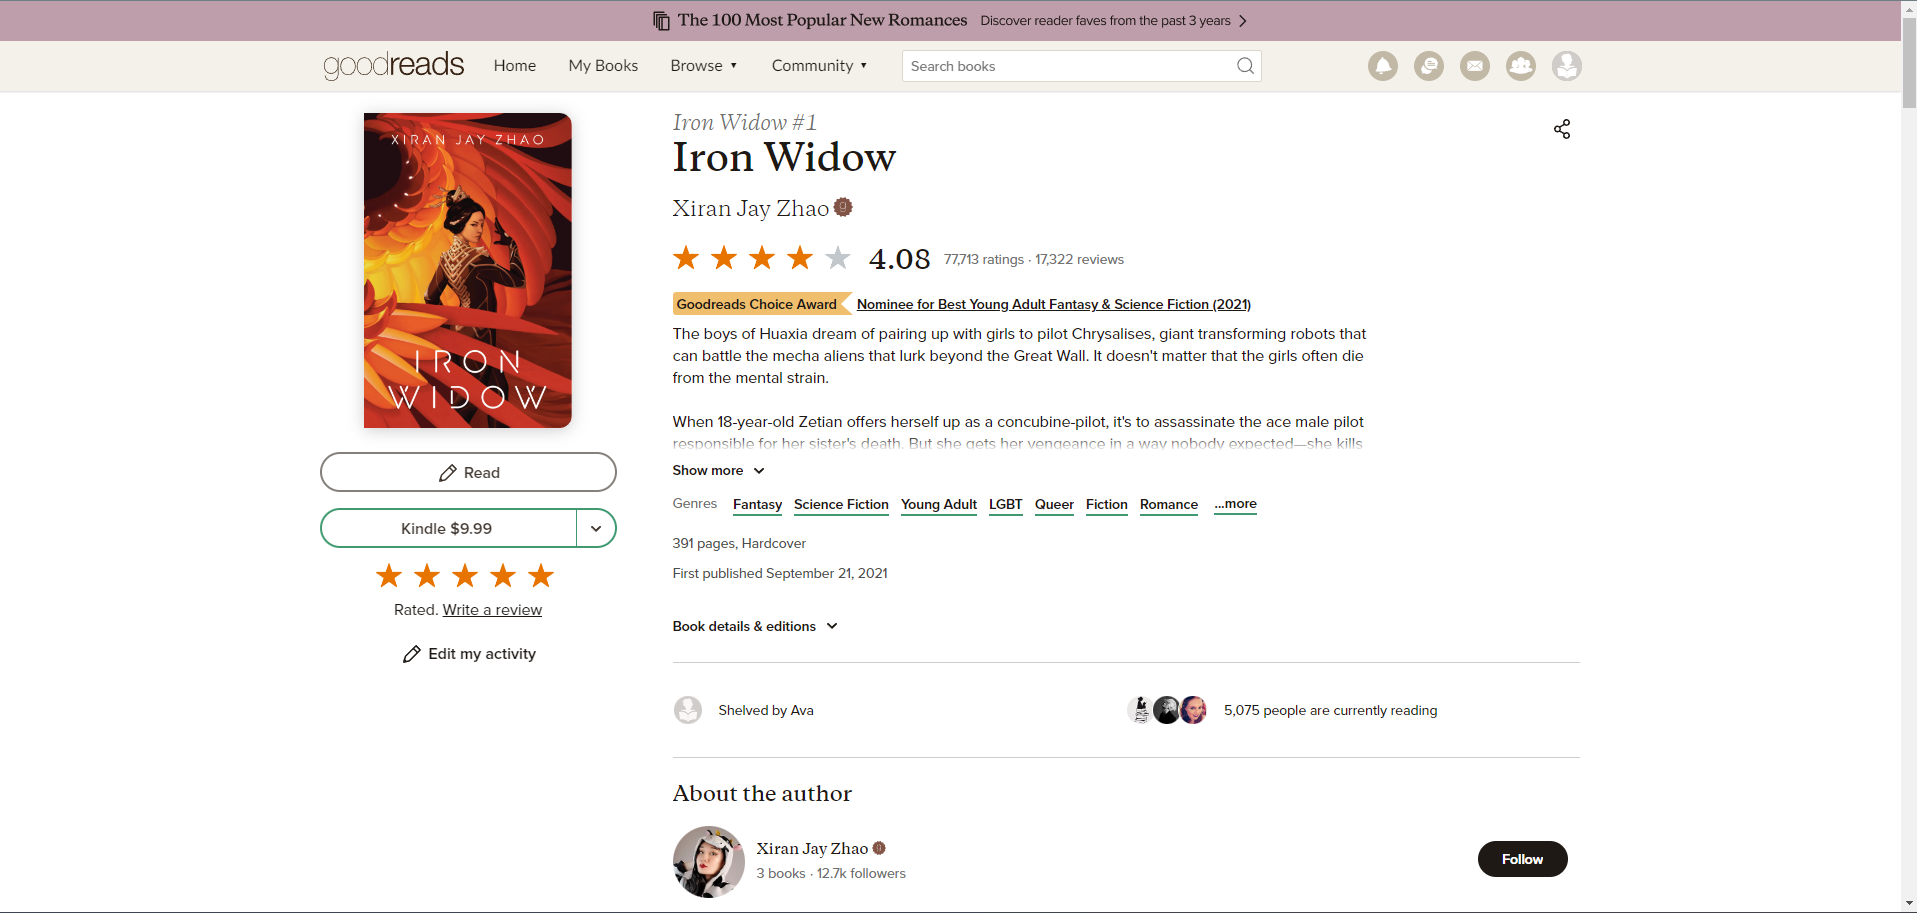 The 100 Most Popular New Romances Discover reader faves from the past 3 years
goodreads Home My Books Browse Community Search books
XIRAN JAY ZHAO
IRON
WIDOW
Read
Kindle $9.99
Rated. Write a review
Edit my activity
Iron Widow #1
Iron Widow
Xiran Jay Zhao
4.08 77,713 ratings · 17,322 reviews
Goodreads Choice Award Nominee for Best Young Adult Fantasy & Science Fiction (2021)
The boys of Huaxia dream of pairing up with girls to pilot Chrysalises, giant transforming robots that
can battle the mecha aliens that lurk beyond the Great Wall. It doesn't matter that the girls often die
from the mental strain.
When 18-year-old Zetian offers herself up as a concubine-pilot, it's to assassinate the ace male pilot
responsible for her sister's death. But she gets her vengeance in a way nobody expected—she kills
Show more
Genres Fantasy Science Fiction Young Adult LGBT Queer Fiction Romance ...more
391 pages, Hardcover
First published September 21, 2021
Book details & editions
Shelved by Ava 5,075 people are currently reading
About the author
Xiran Jay Zhao
3 books · 12.7k followers
Follow